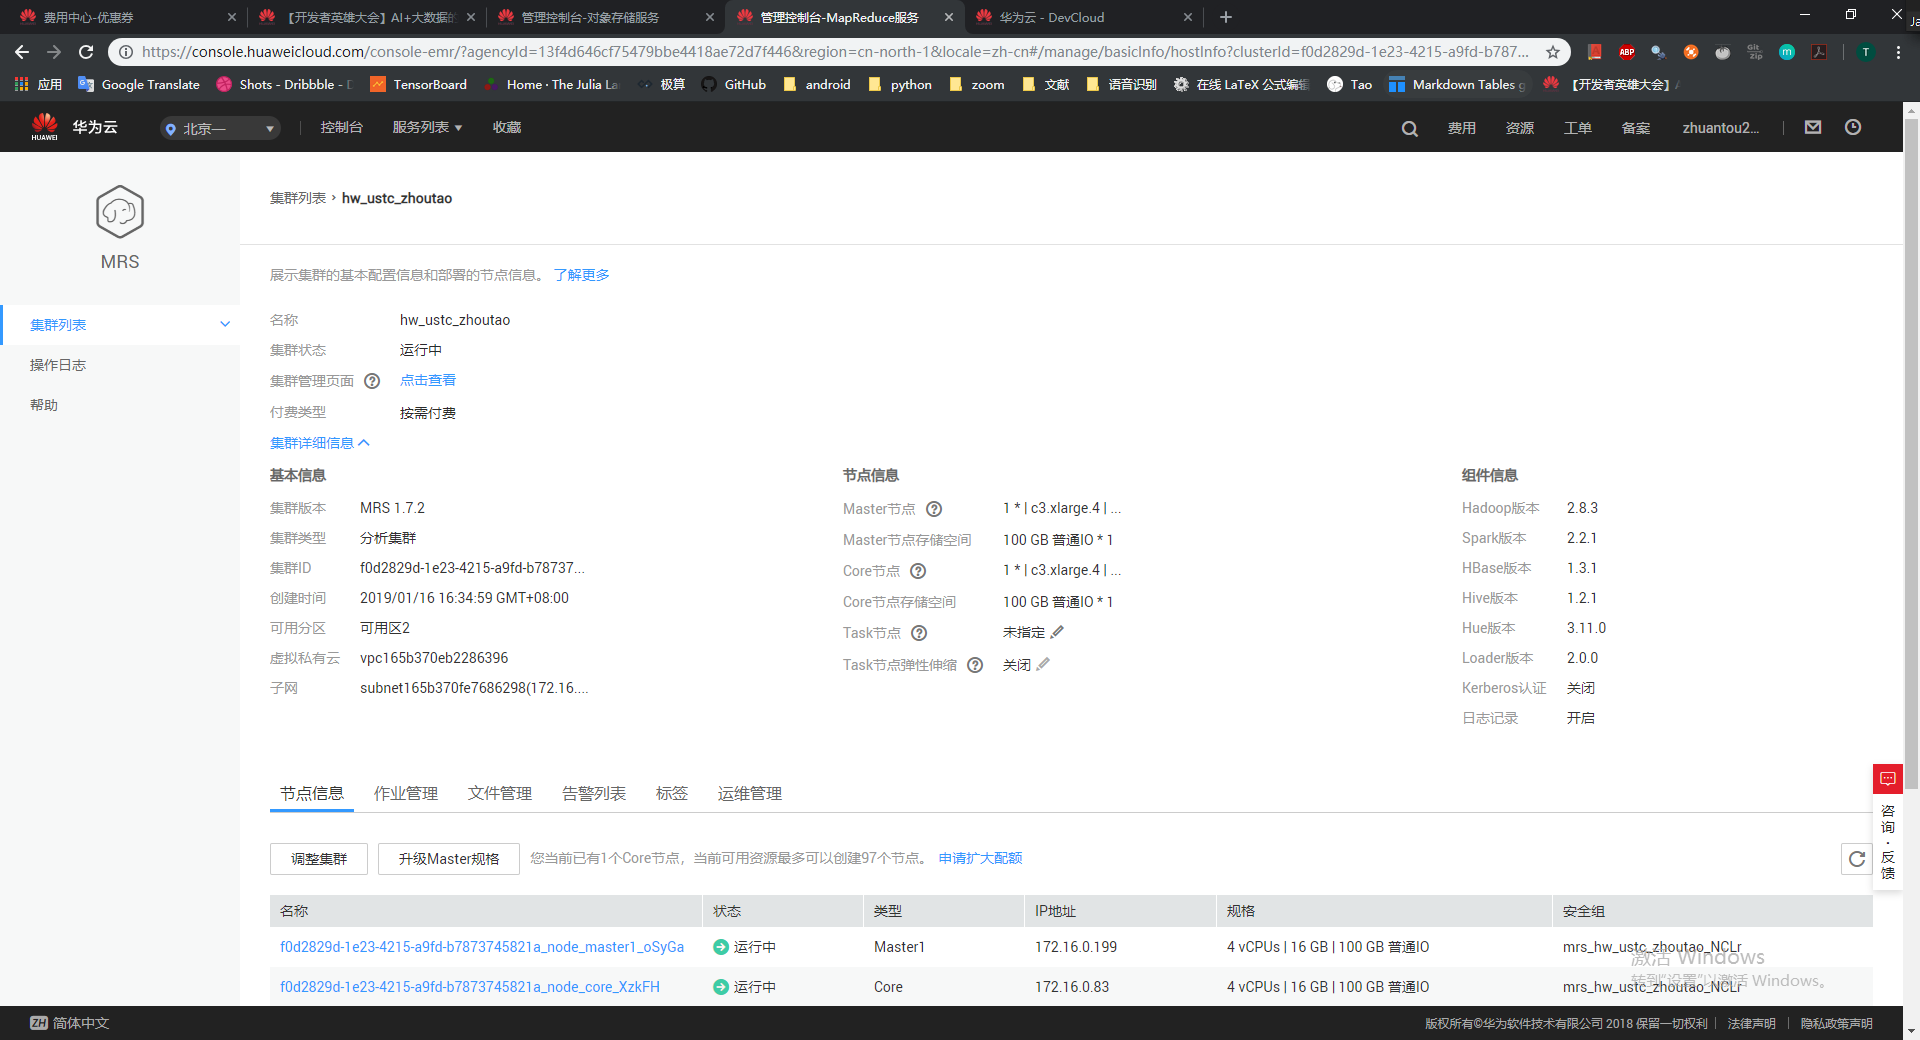 费用中心-优惠券
【开发者英雄大会】AI+大数据的
管理控制台-对象存储服务
管理控制台-MapReduce服务
华为云 - DevCloud
https://console.huaweicloud.com/console-emr/?agencyId=13f4d646cf75479bbe4418ae72d7f446&region=cn-north-1&locale=zh-cn#/manage/basicInfo/hostInfo?clusterId=f0d2829d-1e23-4215-a9fd-b787...
ABP
Git zip
m
T
应用
Google Translate
Shots - Dribbble - D
TensorBoard
Home · The Julia La
极算
GitHub
android
python
zoom
文献
语音识别
在线 LaTeX 公式编辑
Tao
Markdown Tables g
【开发者英雄大会】A
HUAWEI
华为云
北京一
控制台
服务列表
收藏
费用
资源
工单
备案
zhuantou2...
MRS
集群列表
操作日志
帮助
集群列表 › hw_ustc_zhoutao
展示集群的基本配置信息和部署的节点信息。 了解更多
名称 hw_ustc_zhoutao
集群状态 运行中
集群管理页面 ? 点击查看
付费类型 按需付费
集群详细信息
基本信息
集群版本 MRS 1.7.2
集群类型 分析集群
集群ID f0d2829d-1e23-4215-a9fd-b78737...
创建时间 2019/01/16 16:34:59 GMT+08:00
可用分区 可用区2
虚拟私有云 vpc165b370eb2286396
子网 subnet165b370fe7686298(172.16....
节点信息
Master节点 ? 1 * | c3.xlarge.4 | ...
Master节点存储空间 100 GB 普通IO * 1
Core节点 ? 1 * | c3.xlarge.4 | ...
Core节点存储空间 100 GB 普通IO * 1
Task节点 ? 未指定
Task节点弹性伸缩 ? 关闭
组件信息
Hadoop版本 2.8.3
Spark版本 2.2.1
HBase版本 1.3.1
Hive版本 1.2.1
Hue版本 3.11.0
Loader版本 2.0.0
Kerberos认证 关闭
日志记录 开启
节点信息 作业管理 文件管理 告警列表 标签 运维管理
调整集群 升级Master规格 您当前已有1个Core节点，当前可用资源最多可以创建97个节点。 申请扩大配额
名称 状态 类型 IP地址 规格 安全组
f0d2829d-1e23-4215-a9fd-b7873745821a_node_master1_oSyGa 运行中 Master1 172.16.0.199 4 vCPUs | 16 GB | 100 GB 普通IO mrs_hw_ustc_zhoutao_NCLr
f0d2829d-1e23-4215-a9fd-b7873745821a_node_core_XzkFH 运行中 Core 172.16.0.83 4 vCPUs | 16 GB | 100 GB 普通IO mrs_hw_ustc_zhoutao_NCLr
激活 Windows
转到“设置”以激活 Windows。
咨询·反馈
ZH 简体中文
版权所有©华为软件技术有限公司 2018 保留一切权利 | 法律声明 | 隐私政策声明